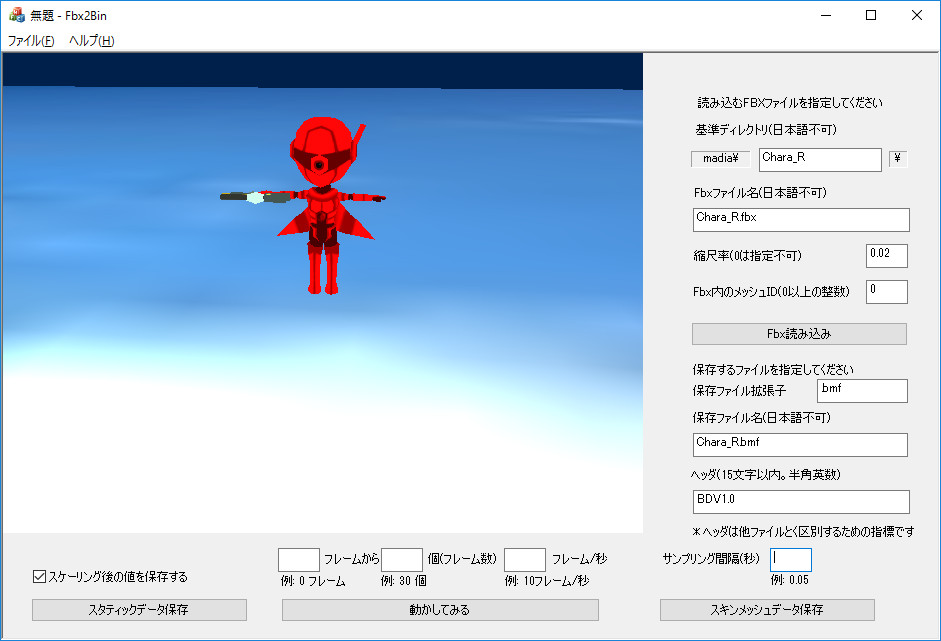 無題 - Fbx2Bin
ファイル(F) ヘルプ(H)
読み込むFBXファイルを指定してください
基準ディレクトリ(日本語不可)
madia¥ Chara_R ¥
Fbxファイル名(日本語不可)
Chara_R.fbx
縮尺率(0は指定不可) 0.02
Fbx内のメッシュID(0以上の整数) 0
Fbx読み込み
保存するファイルを指定してください
保存ファイル拡張子 .bmf
保存ファイル名(日本語不可)
Chara_R.bmf
ヘッダ(15文字以内。半角英数)
BDV1.0
*ヘッダは他ファイルとく区別するための指標です
フレームから 個(フレーム数) フレーム/秒 サンプリング間隔(秒)
例: 0 フレーム 例: 30 個 例: 10フレーム/秒 例: 0.05
スケーリング後の値を保存する
スタティックデータ保存 動かしてみる スキンメッシュデータ保存